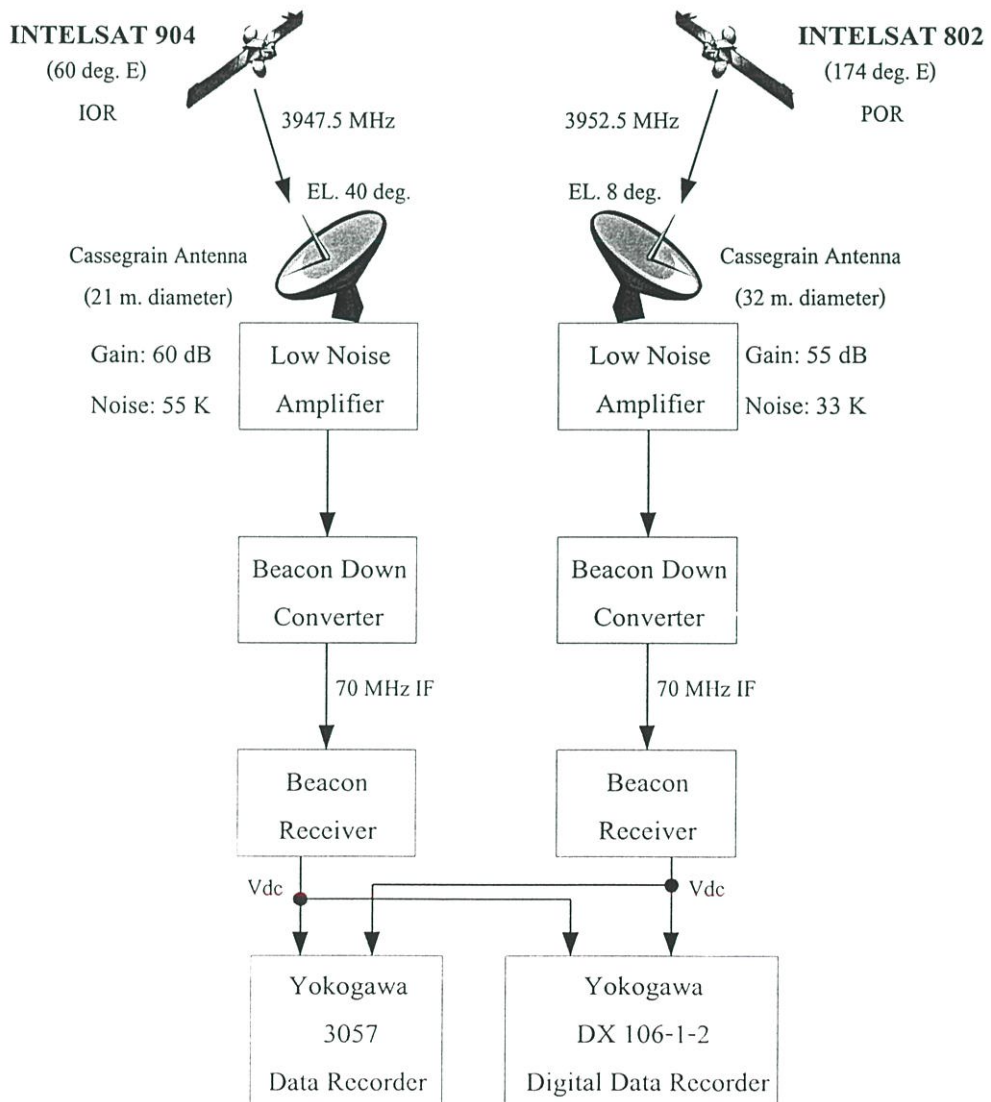 INTELSAT 904
(60 deg. E)
IOR
INTELSAT 802
(174 deg. E)
POR
3947.5 MHz
3952.5 MHz
EL. 40 deg.
EL. 8 deg.
Cassegrain Antenna
(21 m. diameter)
Cassegrain Antenna
(32 m. diameter)
Gain: 60 dB
Noise: 55 K
Low Noise
Amplifier
Low Noise
Amplifier
Gain: 55 dB
Noise: 33 K
Beacon Down
Converter
Beacon Down
Converter
70 MHz IF
70 MHz IF
Beacon
Receiver
Beacon
Receiver
Vdc
Vdc
Yokogawa
3057
Data Recorder
Yokogawa
DX 106-1-2
Digital Data Recorder